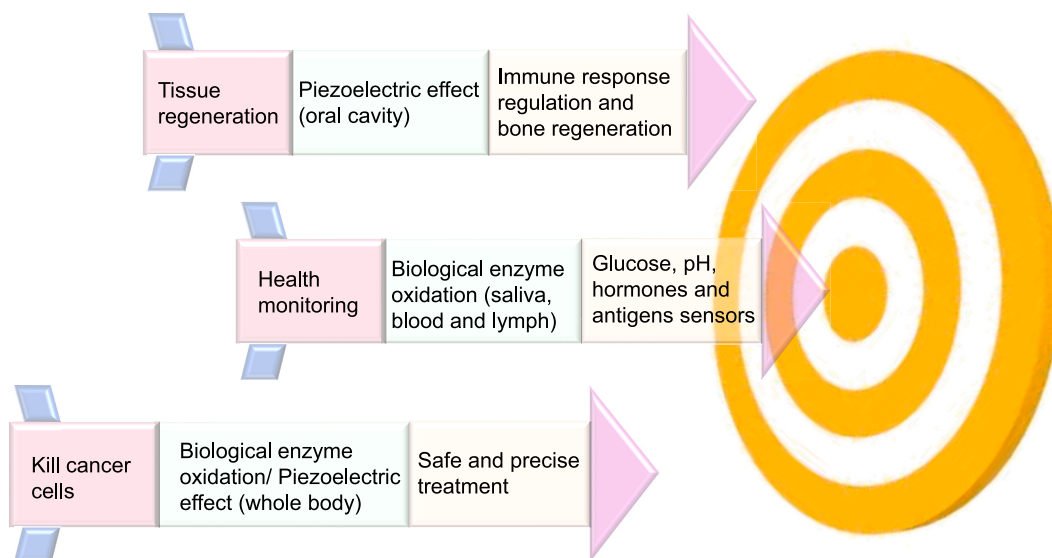 Tissue
regeneration
Piezoelectric effect
(oral cavity)
Immune response
regulation and
bone regeneration
Health
monitoring
Biological enzyme
oxidation (saliva,
blood and lymph)
Glucose, pH,
hormones and
antigens sensors
Kill cancer
cells
Biological enzyme
oxidation/ Piezoelectric
effect (whole body)
Safe and precise
treatment